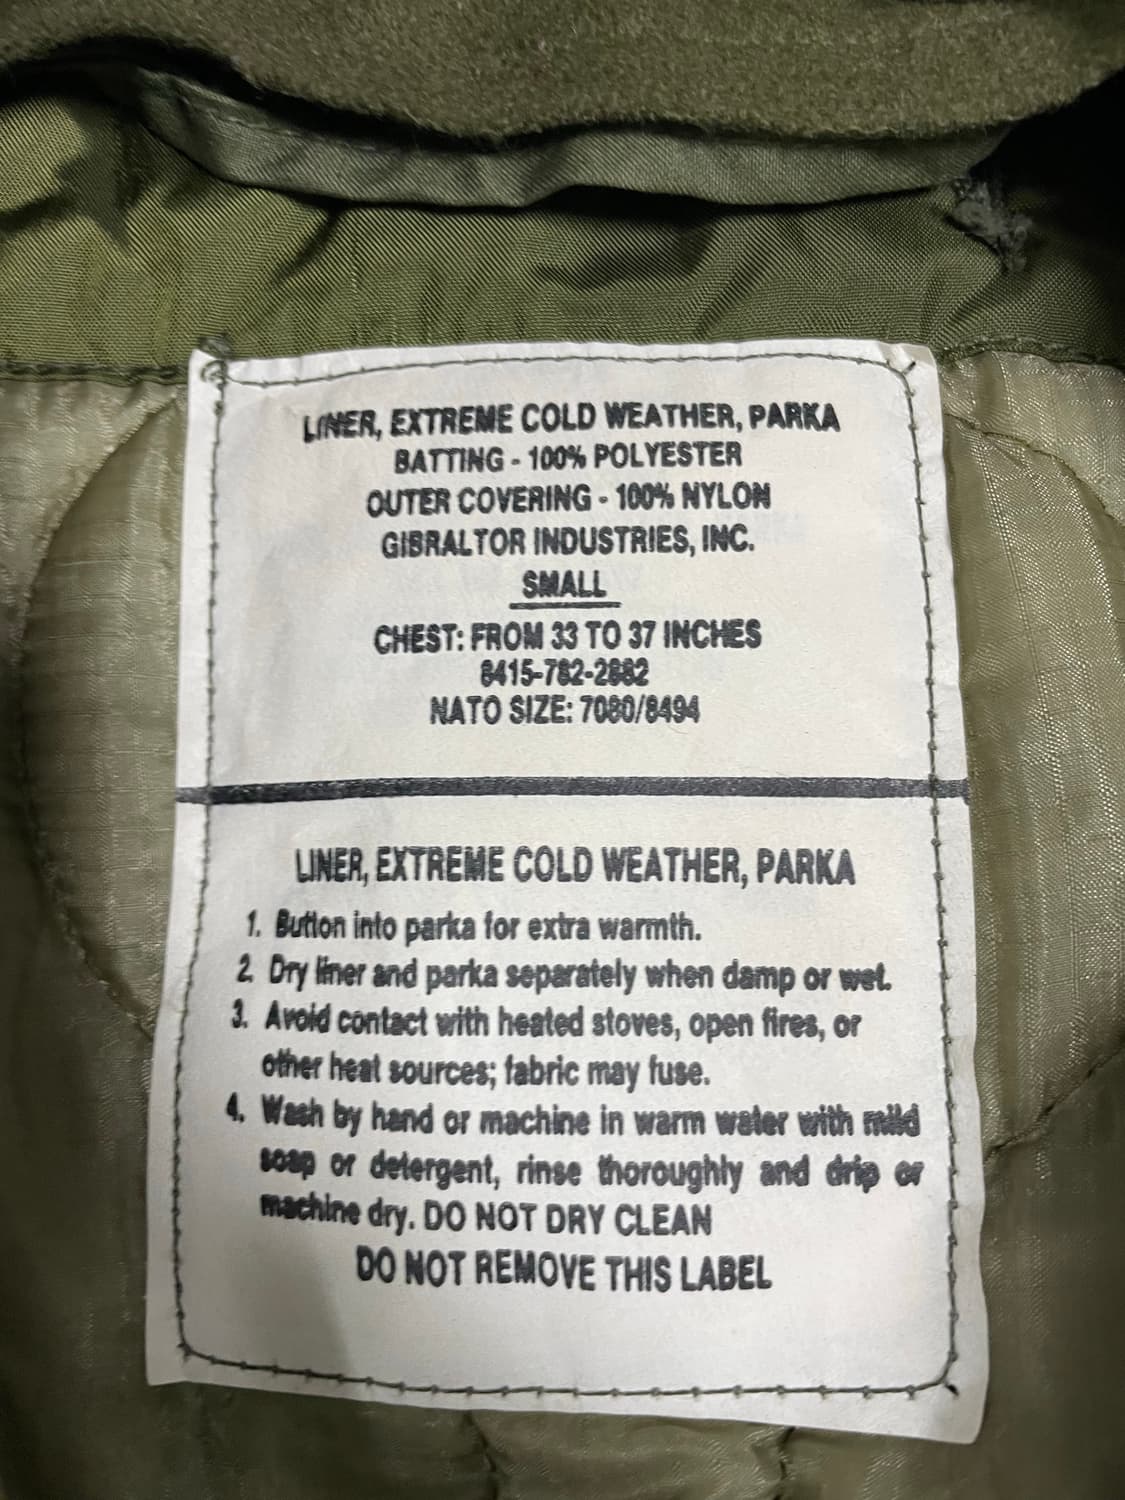 LINER, EXTREME COLD WEATHER, PARKA
BATTING - 100% POLYESTER
OUTER COVERING - 100% NYLON
GIBRALTOR INDUSTRIES, INC.
SMALL
CHEST: FROM 33 TO 37 INCHES
8415-782-2882
NATO SIZE: 7080/8494
LINER, EXTREME COLD WEATHER, PARKA
1. Button into parka for extra warmth.
2. Dry liner and parka separately when damp or wet.
3. Avoid contact with heated stoves, open fires, or
other heat sources; fabric may fuse.
4. Wash by hand or machine in warm water with mild
soap or detergent, rinse thoroughly and drip or
machine dry. DO NOT DRY CLEAN
DO NOT REMOVE THIS LABEL